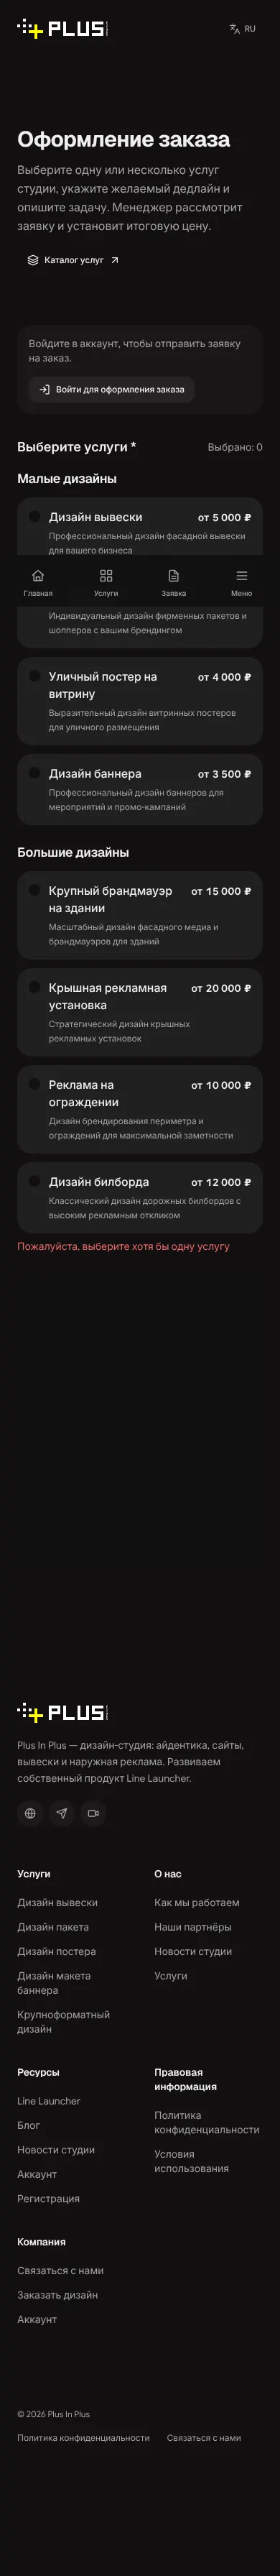 PLUS
RU
Оформление заказа
Выберите одну или несколько услуг
студии, укажите желаемый дедлайн и
опишите задачу. Менеджер рассмотрит
заявку и установит итоговую цену.
Каталог услуг
Войдите в аккаунт, чтобы отправить заявку
на заказ.
Войти для оформления заказа
Выберите услуги *
Выбрано: 0
Малые дизайны
Дизайн вывески
от 5 000 ₽
Профессиональный дизайн фасадной вывески
для вашего бизнеса
Главная
Услуги
Заявка
Меню
Индивидуальный дизайн фирменных пакетов и
шопперов с вашим брендингом
Уличный постер на
витрину
от 4 000 ₽
Выразительный дизайн витринных постеров
для уличного размещения
Дизайн баннера
от 3 500 ₽
Профессиональный дизайн баннеров для
мероприятий и промо-кампаний
Большие дизайны
Крупный брандмауэр
на здании
от 15 000 ₽
Масштабный дизайн фасадного медиа и
брандмауэров для зданий
Крышная рекламная
установка
от 20 000 ₽
Стратегический дизайн крышных
рекламных установок
Реклама на
ограждении
от 10 000 ₽
Дизайн брендирования периметра и
ограждений для максимальной заметности
Дизайн билборда
от 12 000 ₽
Классический дизайн дорожных билбордов с
высоким рекламным откликом
Пожалуйста, выберите хотя бы одну услугу
PLUS
Plus In Plus — дизайн-студия: айдентика, сайты,
вывески и наружная реклама. Развиваем
собственный продукт Line Launcher.
Услуги
Дизайн вывески
Дизайн пакета
Дизайн постера
Дизайн макета
баннера
Крупноформатный
дизайн
О нас
Как мы работаем
Наши партнёры
Новости студии
Услуги
Ресурсы
Line Launcher
Блог
Новости студии
Аккаунт
Регистрация
Правовая
информация
Политика
конфиденциальности
Условия
использования
Компания
Связаться с нами
Заказать дизайн
Аккаунт
© 2026 Plus In Plus
Политика конфиденциальности
Связаться с нами